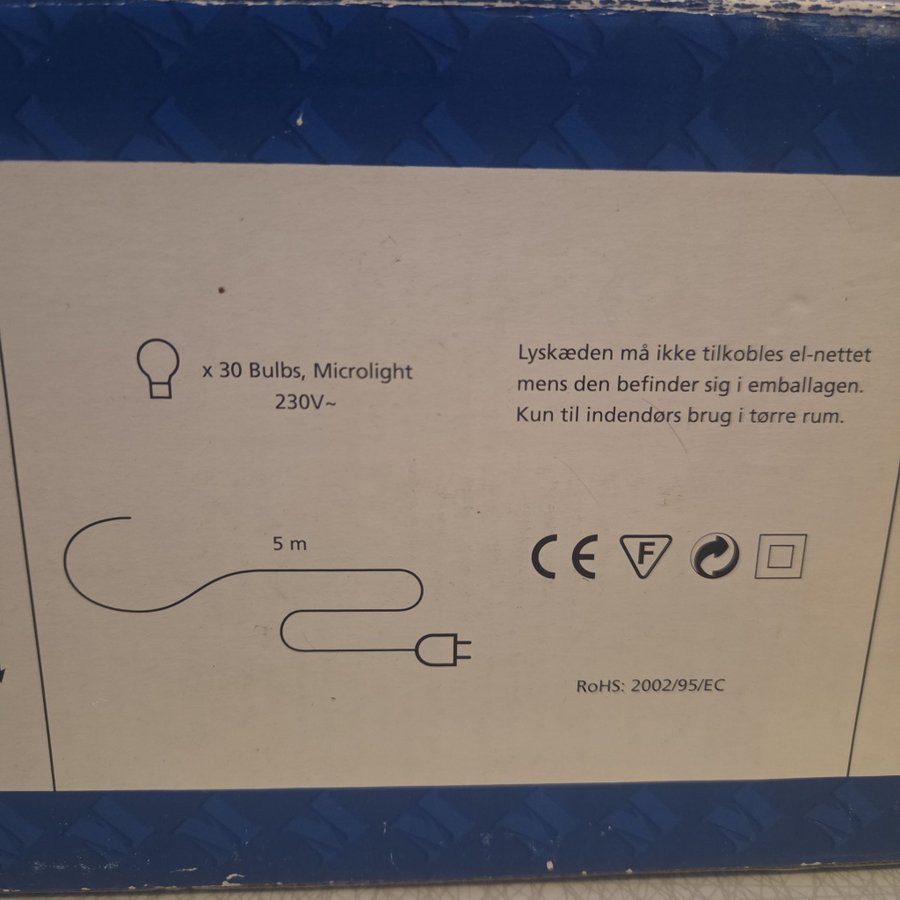 x 30 Bulbs, Microlight
230V~
Lyskæden må ikke tilkobles el-nettet
mens den befinder sig i emballagen.
Kun til indendørs brug i tørre rum.
5 m
CE F
RoHS: 2002/95/EC